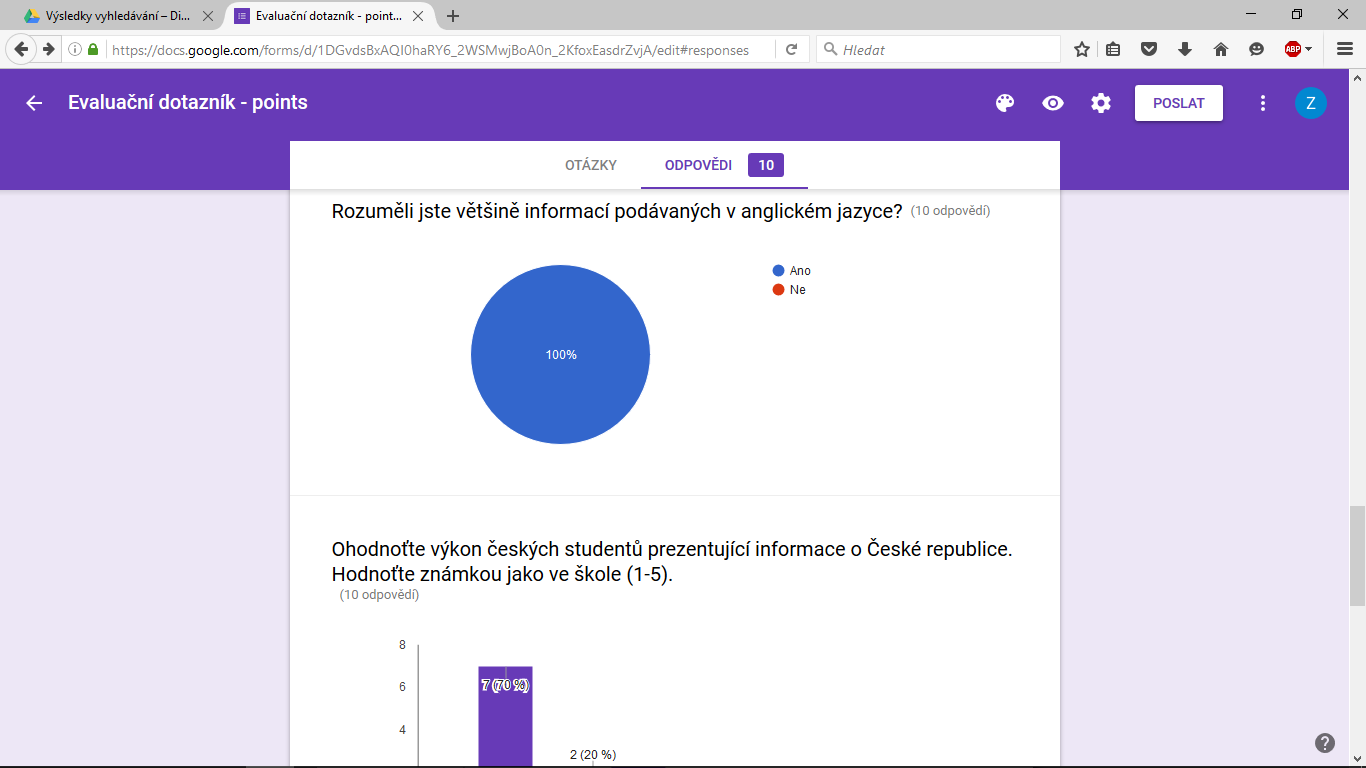 Výsledky vyhledávání – Di...
Evaluační dotazník - point...
https://docs.google.com/forms/d/1DGvdsBxAQI0haRY6_2WSMwjBoA0n_2KfoxEasdrZvjA/edit#responses
Hledat
ABP
Evaluační dotazník - points
POSLAT
Z
OTÁZKY
ODPOVĚDI
10
Rozuměli jste většině informací podávaných v anglickém jazyce? (10 odpovědí)
Ano
Ne
100%
Ohodnoťte výkon českých studentů prezentující informace o České republice.
Hodnoťte známkou jako ve škole (1-5).
(10 odpovědí)
8
7 (70 %)
6
4
2 (20 %)